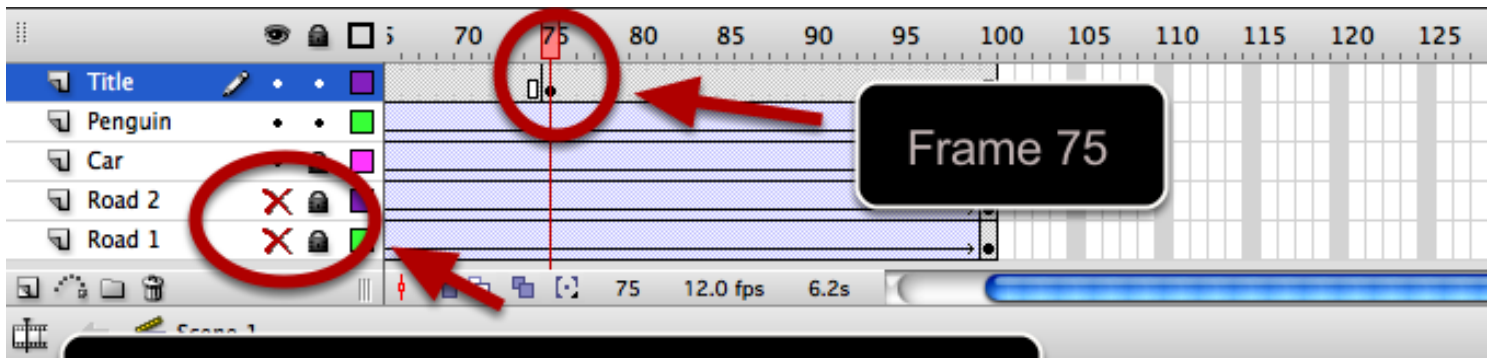 5 70 75 80 85 90 95 100 105 110 115 120 125
Title
Penguin
Frame 75
Car
Road 2
Road 1
75 12.0 fps 6.2s
Scene 1